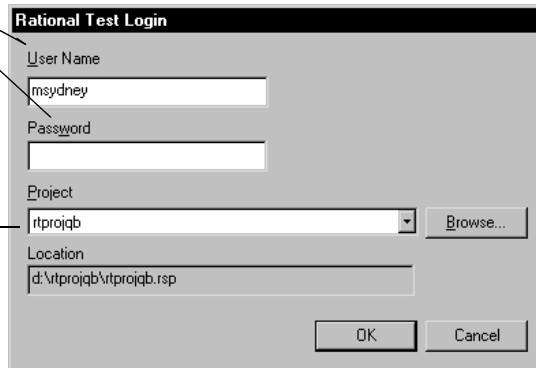 Rational Test Login
User Name
msydney
Password
Project
rtprojqb
Browse...
Location
d:\rtprojqb\rtprojqb.rsp
OK
Cancel